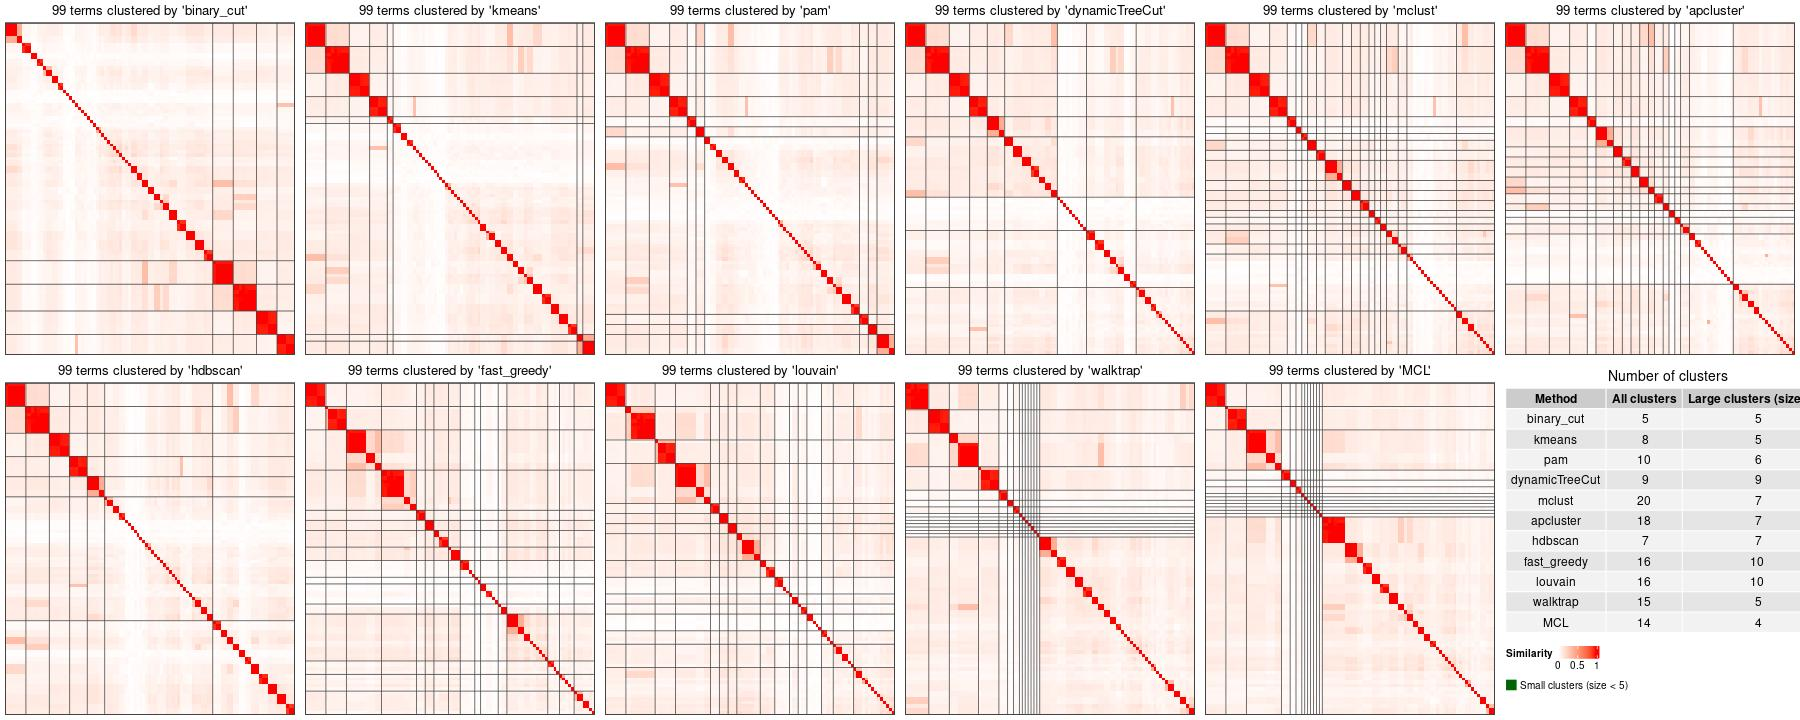 99 terms clustered by 'binary_cut'
99 terms clustered by 'kmeans'
99 terms clustered by 'pam'
99 terms clustered by 'dynamicTreeCut'
99 terms clustered by 'mclust'
99 terms clustered by 'apcluster'
99 terms clustered by 'hdbscan'
99 terms clustered by 'fast_greedy'
99 terms clustered by 'louvain'
99 terms clustered by 'walktrap'
99 terms clustered by 'MCL'
Number of clusters
Method All clusters Large clusters (size
binary_cut 5 5
kmeans 8 5
pam 10 6
dynamicTreeCut 9 9
mclust 20 7
apcluster 18 7
hdbscan 7 7
fast_greedy 16 10
louvain 16 10
walktrap 15 5
MCL 14 4
Similarity
0 0.5 1
Small clusters (size < 5)